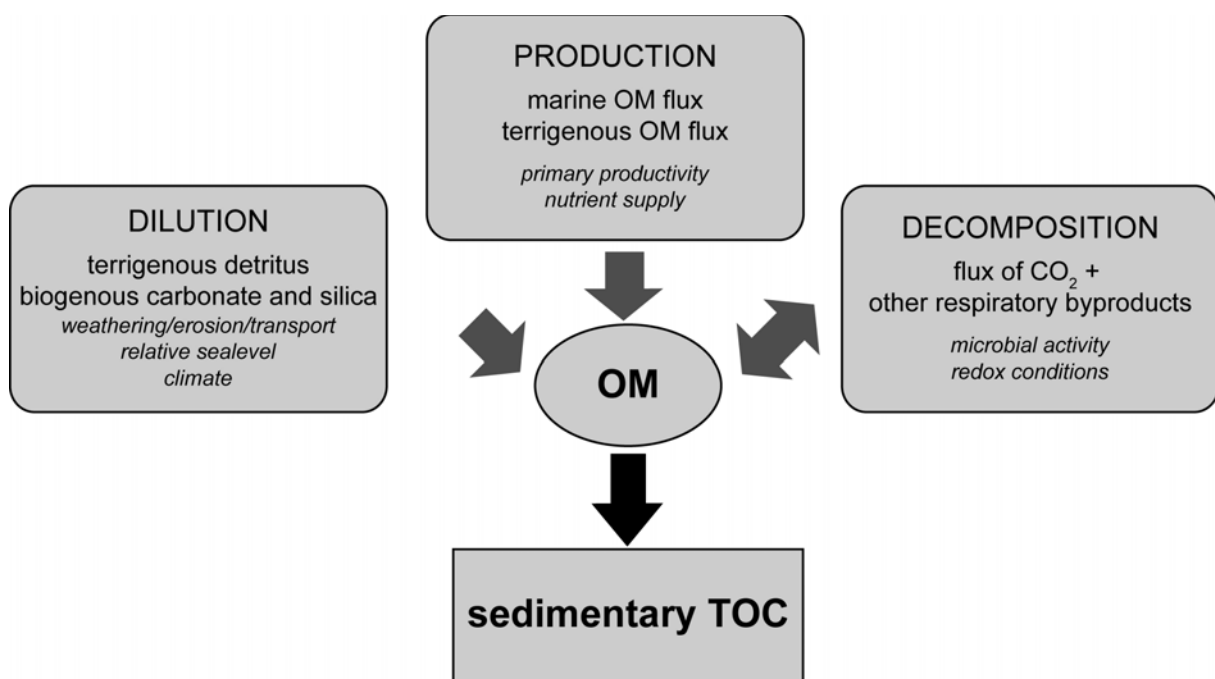 PRODUCTION
marine OM flux
terrigenous OM flux
primary productivity
nutrient supply
DILUTION
terrigenous detritus
biogenous carbonate and silica
weathering/erosion/transport
relative sealevel
climate
DECOMPOSITION
flux of CO₂ +
other respiratory byproducts
microbial activity
redox conditions
OM
sedimentary TOC